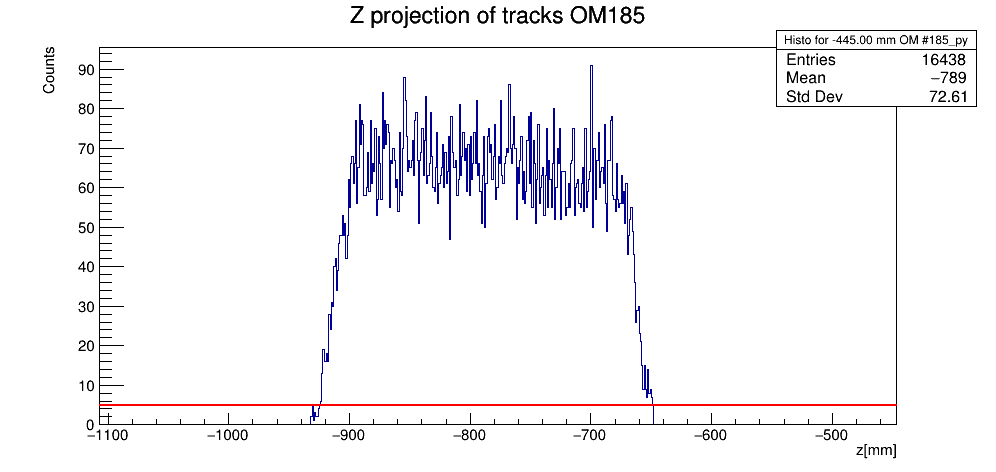 Z projection of tracks OM185
Histo for -445.00 mm OM #185_py
Entries 16438
Mean −789
Std Dev 72.61
Counts
90
80
70
60
50
40
30
20
10
0
−1100 −1000 −900 −800 −700 −600 −500
z[mm]